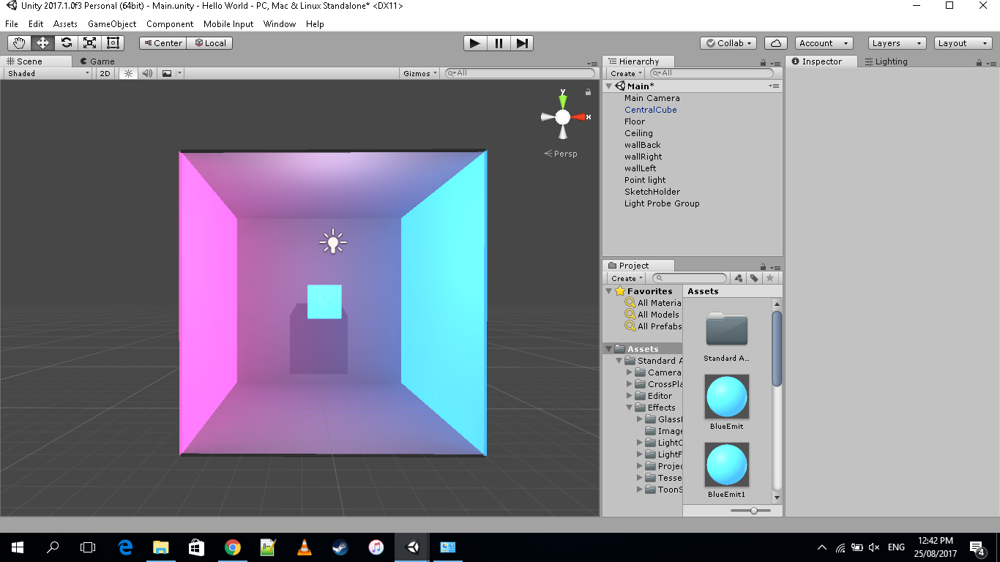 Unity 2017.1.0f3 Personal (64bit) - Main.unity - Hello World - PC, Mac & Linux Standalone* <DX11>
File Edit Assets GameObject Component Mobile Input Window Help
Center Local Collab Account Layers Layout
Scene Game
Shaded 2D Gizmos All
y
x
Persp
Hierarchy
Create All
Main*
Main Camera
CentralCube
Floor
Ceiling
wallBack
wallRight
wallLeft
Point light
SketchHolder
Light Probe Group
Project
Create
Favorites
All Materia
All Models
All Prefabs
Assets
Standard A
Camera
CrossPla
Editor
Effects
Glass
Image
LightC
LightF
Projec
Tesse
ToonS
Assets
Standard A...
BlueEmit
BlueEmit1
Inspector Lighting
ENG
12:42 PM
25/08/2017
4